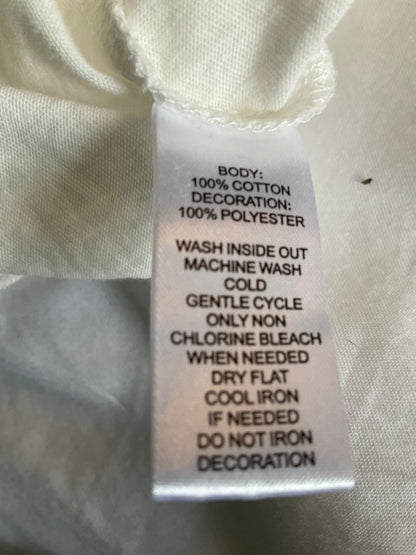 BODY:
100% COTTON
DECORATION:
100% POLYESTER
WASH INSIDE OUT
MACHINE WASH
COLD
GENTLE CYCLE
ONLY NON
CHLORINE BLEACH
WHEN NEEDED
DRY FLAT
COOL IRON
IF NEEDED
DO NOT IRON
DECORATION